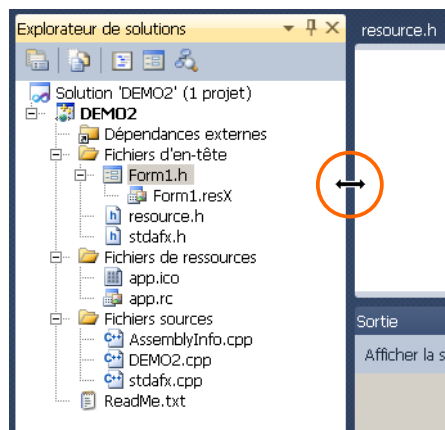 Explorateur de solutions
resource.h
Solution 'DEMO2' (1 projet)
DEMO2
Dépendances externes
Fichiers d'en-tête
Form1.h
Form1.resX
resource.h
stdafx.h
Fichiers de ressources
app.ico
app.rc
Fichiers sources
AssemblyInfo.cpp
DEMO2.cpp
stdafx.cpp
ReadMe.txt
Sortie
Afficher la s